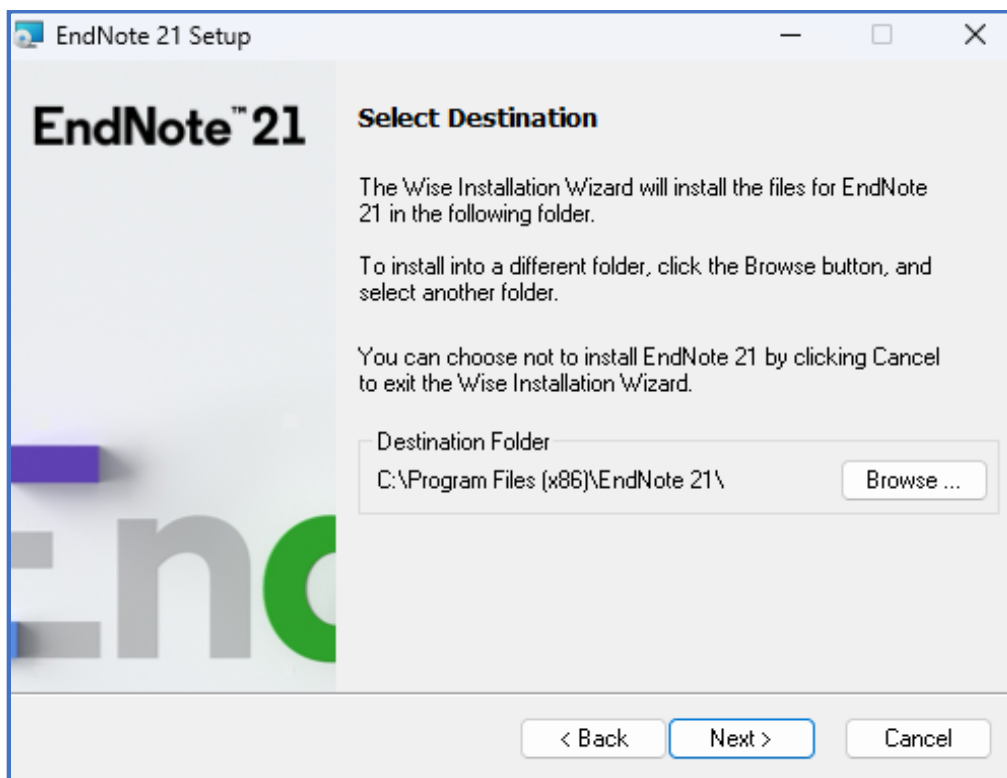 EndNote 21 Setup
EndNote™21
Select Destination
The Wise Installation Wizard will install the files for EndNote
21 in the following folder.
To install into a different folder, click the Browse button, and
select another folder.
You can choose not to install EndNote 21 by clicking Cancel
to exit the Wise Installation Wizard.
Destination Folder
C:\Program Files (x86)\EndNote 21\
Browse ...
En
< Back
Next >
Cancel